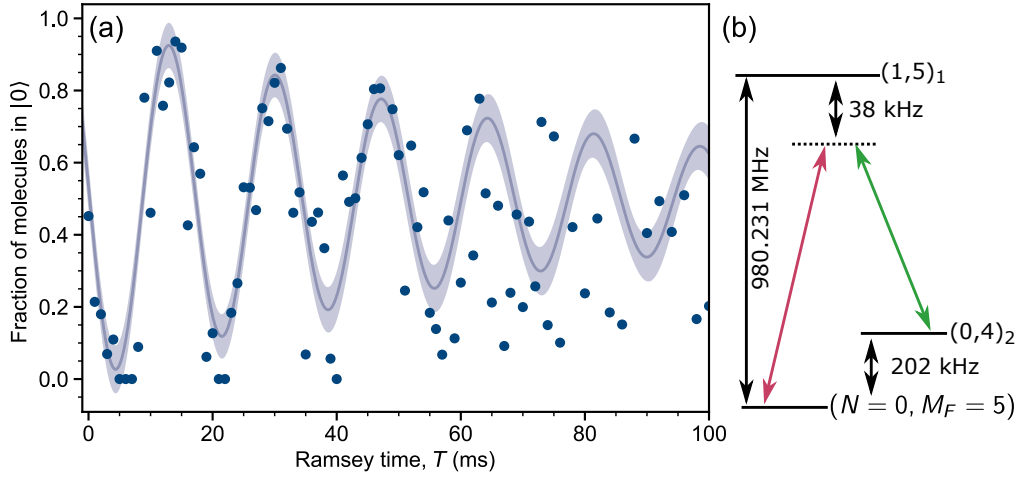 (a)
Fraction of molecules in |0⟩
1.0
0.8
0.6
0.4
0.2
0.0
0 20 40 60 80 100
Ramsey time, T (ms)
(b)
(1,5)₁
38 kHz
980.231 MHz
(0,4)₂
202 kHz
(N = 0, M_F = 5)